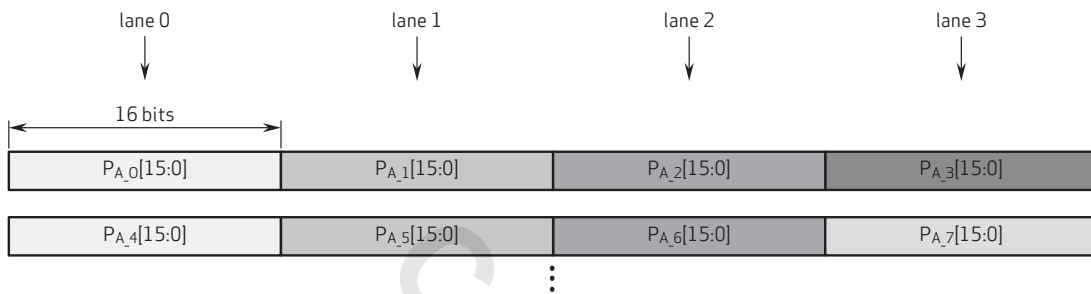 lane 0 lane 1 lane 2 lane 3
16 bits
PA_0[15:0] PA_1[15:0] PA_2[15:0] PA_3[15:0]
PA_4[15:0] PA_5[15:0] PA_6[15:0] PA_7[15:0]